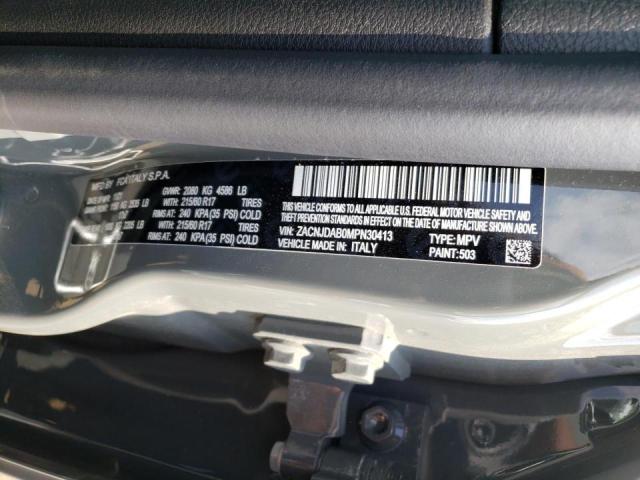 MFD BY FCA ITALY S.P.A.
GVWR: 2080 KG 4586 LB
WITH: 215/60 R17 TIRES
RIMS AT: 240 KPA(35 PSI) COLD
WITH: 215/60 R17 TIRES
RIMS AT: 240 KPA(35 PSI) COLD
THIS VEHICLE CONFORMS TO ALL APPLICABLE
FEDERAL MOTOR VEHICLE SAFETY, BUMPER AND
THEFT PREVENTION STANDARDS IN EFFECT ON
THE DATE OF MANUFACTURE SHOWN ABOVE.
VIN: ZACNJDAB0MPN30413 TYPE: MPV
VEHICLE MADE IN: ITALY PAINT: 503